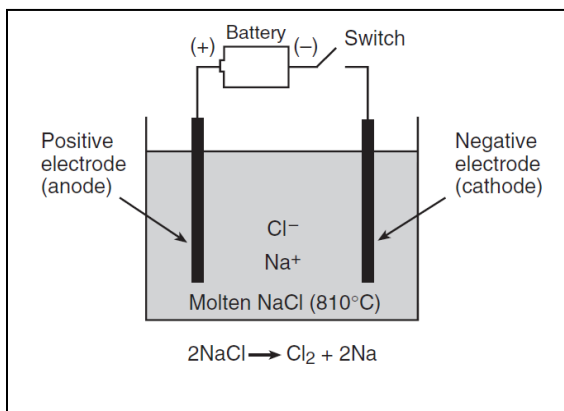 Battery
(+)
(–)
Switch
Positive
electrode
(anode)
Negative
electrode
(cathode)
Cl–
Na+
Molten NaCl (810°C)
2NaCl → Cl2 + 2Na